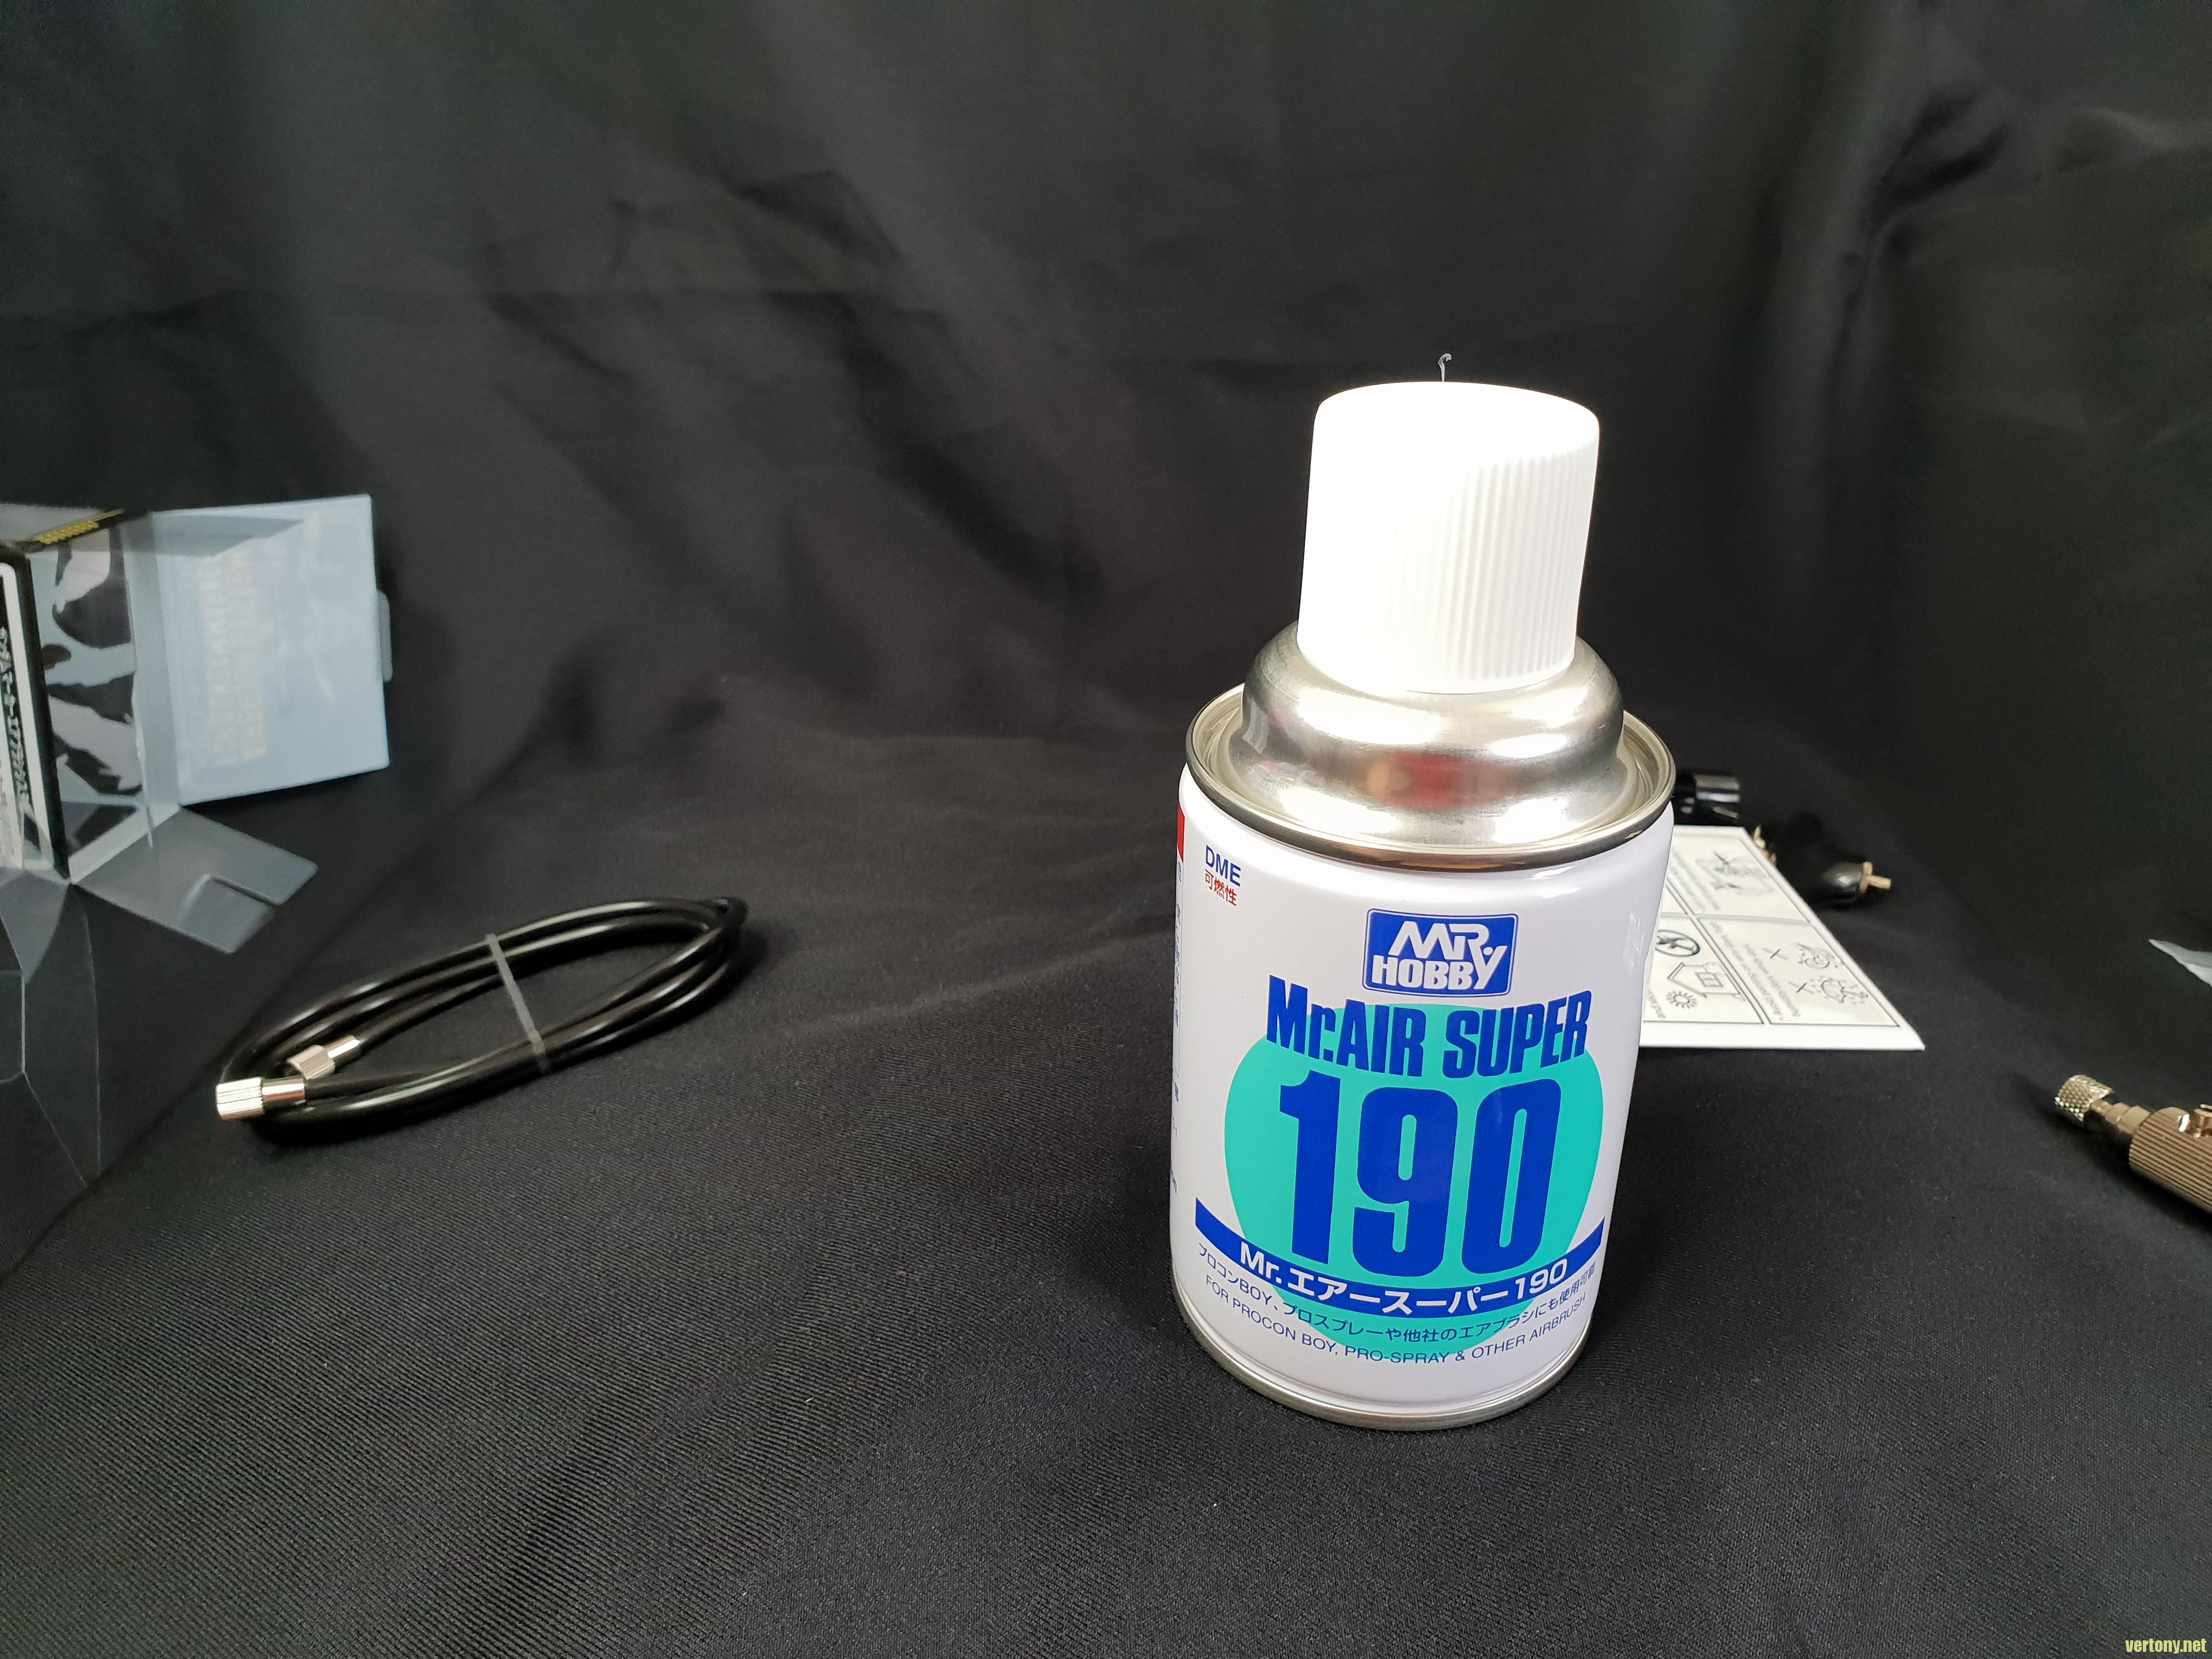 DME
可燃性
MR
HOBBY
Mr.AIR SUPER
190
Mr.エアースーパー190
プロコンBOY、プロスプレーや他社のエアブラシにも使用可能
FOR PROCON BOY, PRO-SPRAY & OTHER AIRBRUSH
vertony.net